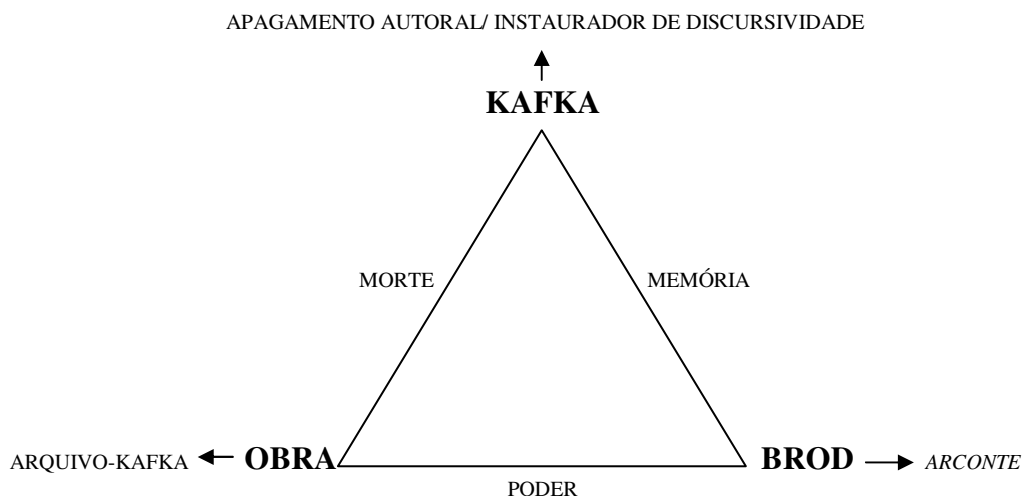 APAGAMENTO AUTORAL/ INSTAURADOR DE DISCURSIVIDADE
KAFKA
MORTE
MEMÓRIA
ARQUIVO-KAFKA
OBRA
BROD
ARCONTE
PODER